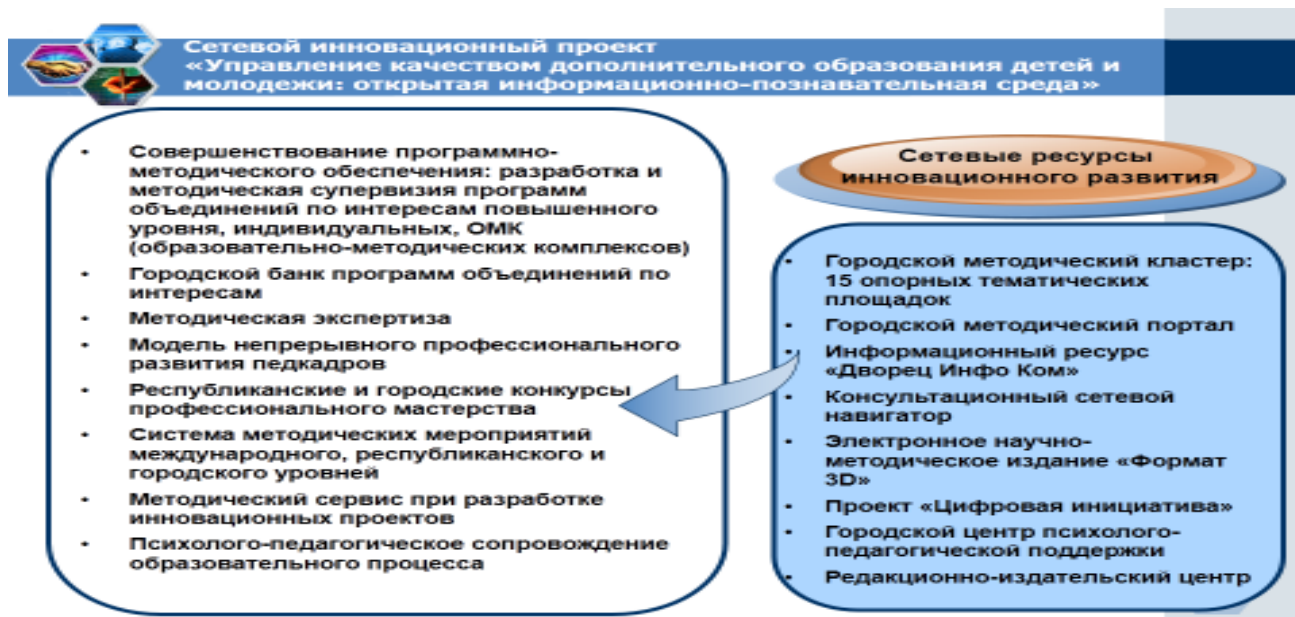 Сетевой инновационный проект
«Управление качеством дополнительного образования детей и
молодежи: открытая информационно-познавательная среда»
• Совершенствование программно-
методического обеспечения: разработка и
методическая супервизия программ
объединений по интересам повышенного
уровня, индивидуальных, ОМК
(образовательно-методических комплексов)
• Городской банк программ объединений по
интересам
• Методическая экспертиза
• Модель непрерывного профессионального
развития педкадров
• Республиканские и городские конкурсы
профессионального мастерства
• Система методических мероприятий
международного, республиканского и
городского уровней
• Методический сервис при разработке
инновационных проектов
• Психолого-педагогическое сопровождение
образовательного процесса
Сетевые ресурсы
инновационного развития
• Городской методический кластер:
15 опорных тематических
площадок
• Городской методический портал
• Информационный ресурс
«Дворец Инфо Ком»
• Консультационный сетевой
навигатор
• Электронное научно-
методическое издание «Формат
3D»
• Проект «Цифровая инициатива»
• Городской центр психолого-
педагогической поддержки
• Редакционно-издательский центр